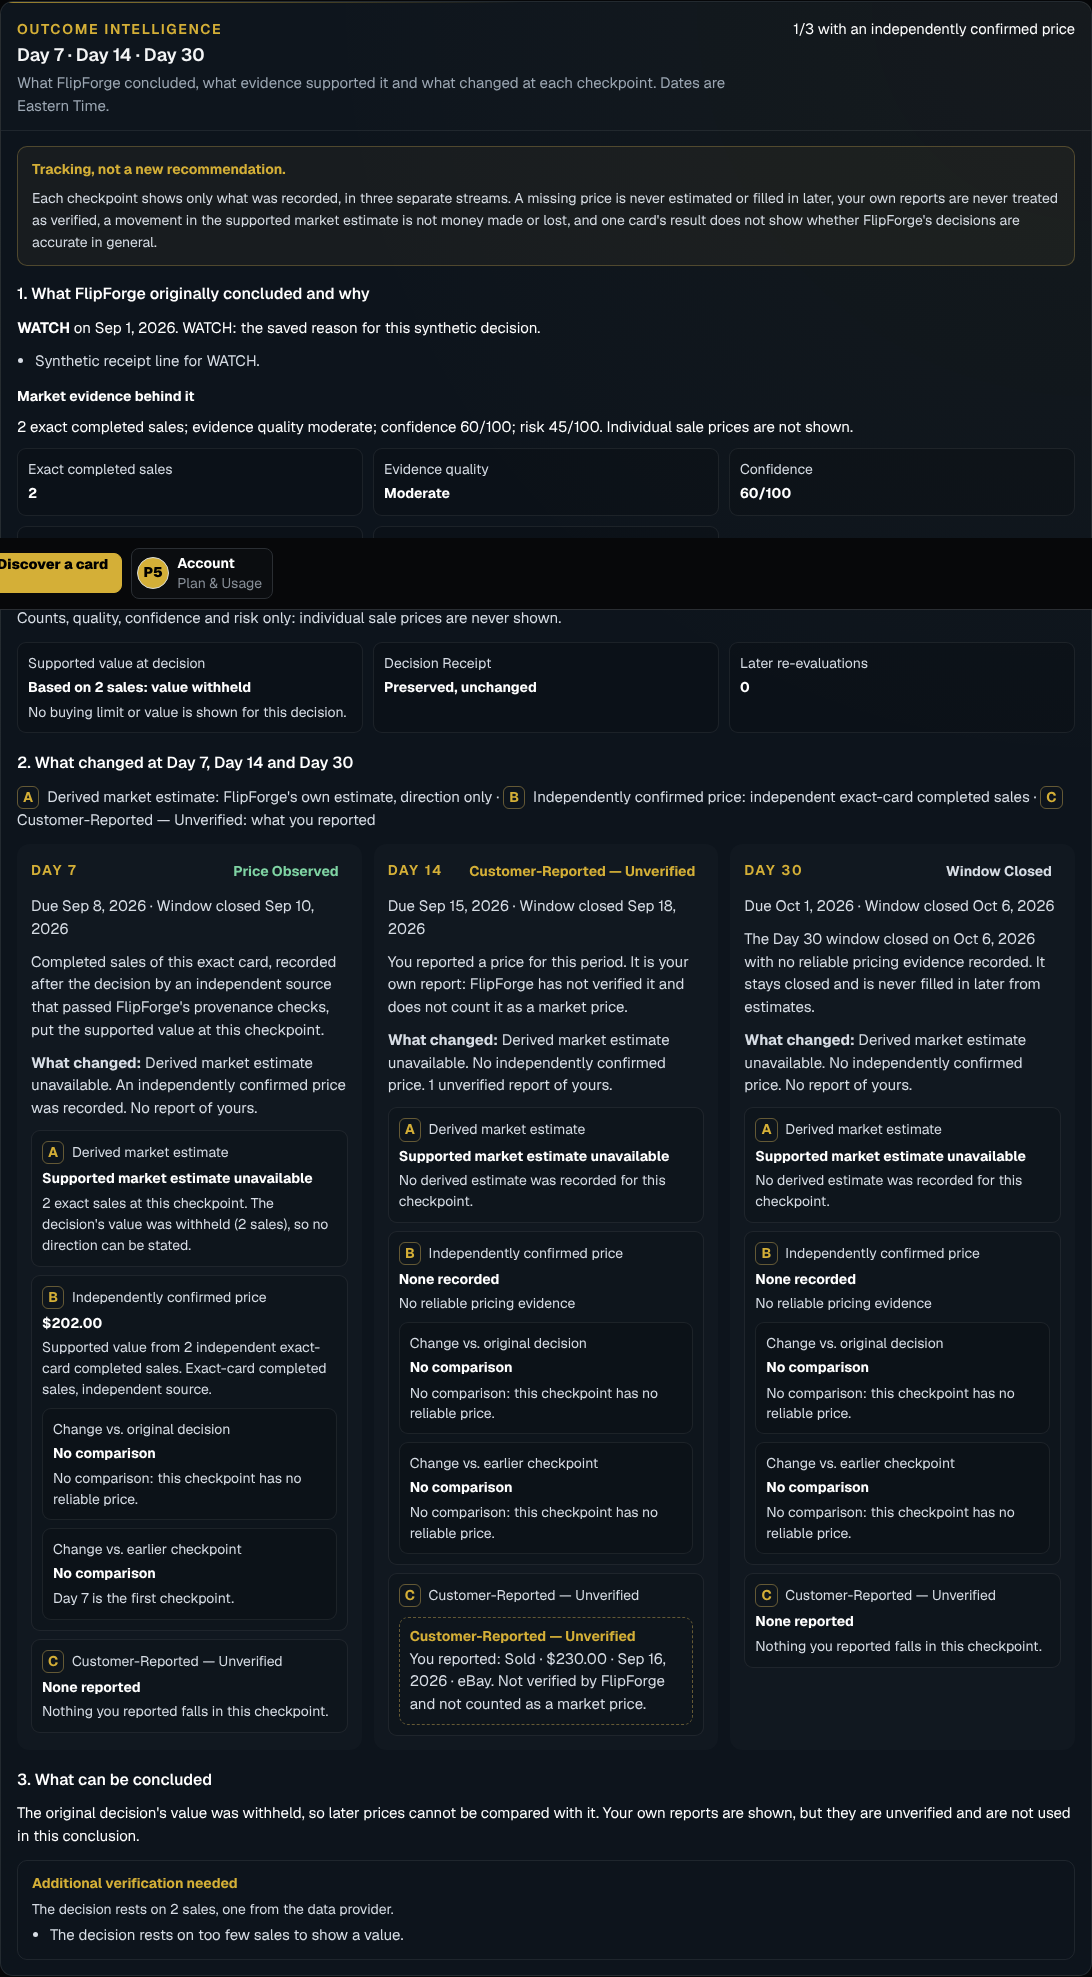 OUTCOME INTELLIGENCE
1/3 with an independently confirmed price
Day 7 · Day 14 · Day 30
What FlipForge concluded, what evidence supported it and what changed at each checkpoint. Dates are
Eastern Time.
Tracking, not a new recommendation.
Each checkpoint shows only what was recorded, in three separate streams. A missing price is never estimated or filled in later, your own reports are never treated
as verified, a movement in the supported market estimate is not money made or lost, and one card's result does not show whether FlipForge's decisions are
accurate in general.
1. What FlipForge originally concluded and why
WATCH on Sep 1, 2026. WATCH: the saved reason for this synthetic decision.
• Synthetic receipt line for WATCH.
Market evidence behind it
2 exact completed sales; evidence quality moderate; confidence 60/100; risk 45/100. Individual sale prices are not shown.
Exact completed sales
2
Evidence quality
Moderate
Confidence
60/100
Discover a card
P5
Account
Plan & Usage
Counts, quality, confidence and risk only: individual sale prices are never shown.
Supported value at decision
Based on 2 sales: value withheld
No buying limit or value is shown for this decision.
Decision Receipt
Preserved, unchanged
Later re-evaluations
0
2. What changed at Day 7, Day 14 and Day 30
A Derived market estimate: FlipForge's own estimate, direction only · B Independently confirmed price: independent exact-card completed sales · C
Customer-Reported — Unverified: what you reported
DAY 7
Price Observed
Due Sep 8, 2026 · Window closed Sep 10,
2026
Completed sales of this exact card, recorded
after the decision by an independent source
that passed FlipForge's provenance checks,
put the supported value at this checkpoint.
What changed: Derived market estimate
unavailable. An independently confirmed price
was recorded. No report of yours.
A Derived market estimate
Supported market estimate unavailable
2 exact sales at this checkpoint. The
decision's value was withheld (2 sales), so no
direction can be stated.
B Independently confirmed price
$202.00
Supported value from 2 independent exact-
card completed sales. Exact-card completed
sales, independent source.
Change vs. original decision
No comparison
No comparison: this checkpoint has no
reliable price.
Change vs. earlier checkpoint
No comparison
Day 7 is the first checkpoint.
C Customer-Reported — Unverified
None reported
Nothing you reported falls in this checkpoint.
DAY 14
Customer-Reported — Unverified
Due Sep 15, 2026 · Window closed Sep 18,
2026
You reported a price for this period. It is your
own report: FlipForge has not verified it and
does not count it as a market price.
What changed: Derived market estimate
unavailable. No independently confirmed
price. 1 unverified report of yours.
A Derived market estimate
Supported market estimate unavailable
No derived estimate was recorded for this
checkpoint.
B Independently confirmed price
None recorded
No reliable pricing evidence
Change vs. original decision
No comparison
No comparison: this checkpoint has no
reliable price.
Change vs. earlier checkpoint
No comparison
No comparison: this checkpoint has no
reliable price.
C Customer-Reported — Unverified
Customer-Reported — Unverified
You reported: Sold · $230.00 · Sep 16,
2026 · eBay. Not verified by FlipForge
and not counted as a market price.
DAY 30
Window Closed
Due Oct 1, 2026 · Window closed Oct 6, 2026
The Day 30 window closed on Oct 6, 2026
with no reliable pricing evidence recorded. It
stays closed and is never filled in later from
estimates.
What changed: Derived market estimate
unavailable. No independently confirmed
price. No report of yours.
A Derived market estimate
Supported market estimate unavailable
No derived estimate was recorded for this
checkpoint.
B Independently confirmed price
None recorded
No reliable pricing evidence
Change vs. original decision
No comparison
No comparison: this checkpoint has no
reliable price.
Change vs. earlier checkpoint
No comparison
No comparison: this checkpoint has no
reliable price.
C Customer-Reported — Unverified
None reported
Nothing you reported falls in this checkpoint.
3. What can be concluded
The original decision's value was withheld, so later prices cannot be compared with it. Your own reports are shown, but they are unverified and are not used
in this conclusion.
Additional verification needed
The decision rests on 2 sales, one from the data provider.
• The decision rests on too few sales to show a value.